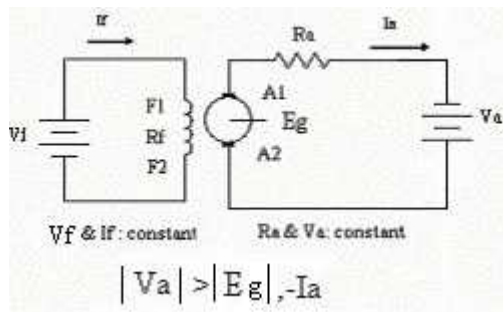 If
Ra
Ia
F1
A1
Vf
Rf
Eg
Va
F2
A2
Vf & If : constant
Ra & Va: constant
|Va| > |Eg| ,-Ia